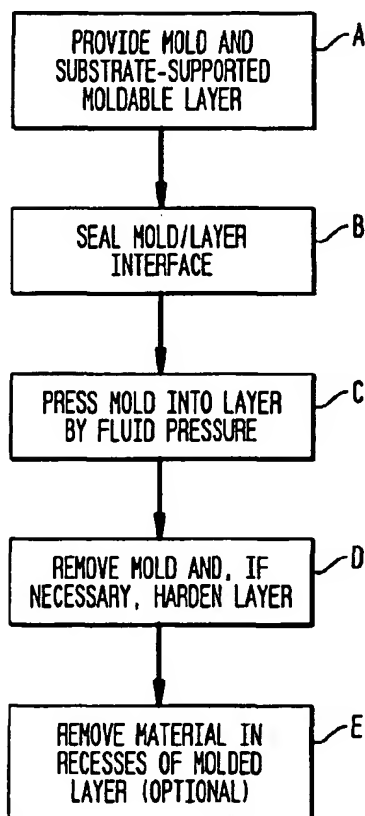 PROVIDE MOLD AND
SUBSTRATE-SUPPORTED
MOLDABLE LAYER
A
SEAL MOLD/LAYER
INTERFACE
B
PRESS MOLD INTO LAYER
BY FLUID PRESSURE
C
REMOVE MOLD AND, IF
NECESSARY, HARDEN LAYER
D
REMOVE MATERIAL IN
RECESSES OF MOLDED
LAYER (OPTIONAL)
E